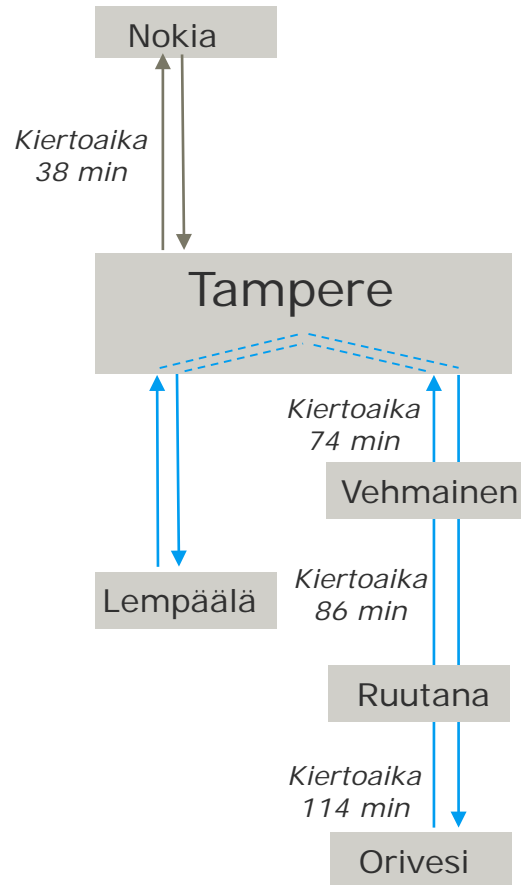 Nokia
Kiertoaika
38 min
Tampere
Kiertoaika
74 min
Vehmainen
Kiertoaika
86 min
Lempäälä
Ruutana
Kiertoaika
114 min
Orivesi